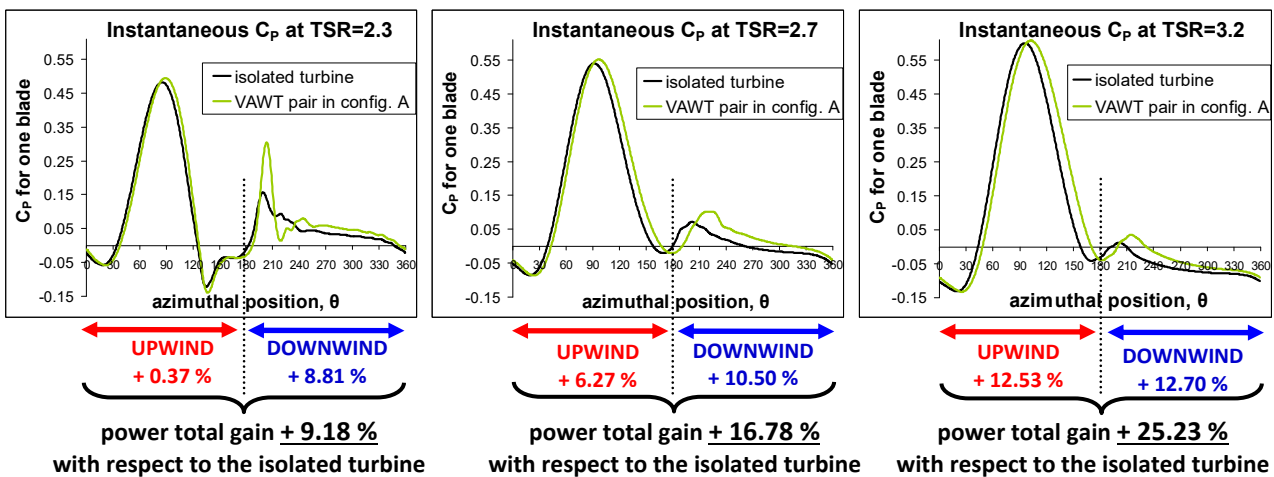 Instantaneous CP at TSR=2.3
CP for one blade
0.55
0.45
0.35
0.25
0.15
0.05
-0.05
-0.15
isolated turbine
VAWT pair in config. A
0 30 60 90 120 150 180 210 240 270 300 330 360
azimuthal position, θ
UPWIND
+ 0.37 %
DOWNWIND
+ 8.81 %
power total gain + 9.18 %
with respect to the isolated turbine
Instantaneous CP at TSR=2.7
CP for one blade
0.55
0.45
0.35
0.25
0.15
0.05
-0.05
-0.15
isolated turbine
VAWT pair in config. A
0 30 60 90 120 150 180 210 240 270 300 330 360
azimuthal position, θ
UPWIND
+ 6.27 %
DOWNWIND
+ 10.50 %
power total gain + 16.78 %
with respect to the isolated turbine
Instantaneous CP at TSR=3.2
CP for one blade
0.55
0.45
0.35
0.25
0.15
0.05
-0.05
-0.15
isolated turbine
VAWT pair in config. A
0 30 60 90 120 150 180 210 240 270 300 330 360
azimuthal position, θ
UPWIND
+ 12.53 %
DOWNWIND
+ 12.70 %
power total gain + 25.23 %
with respect to the isolated turbine